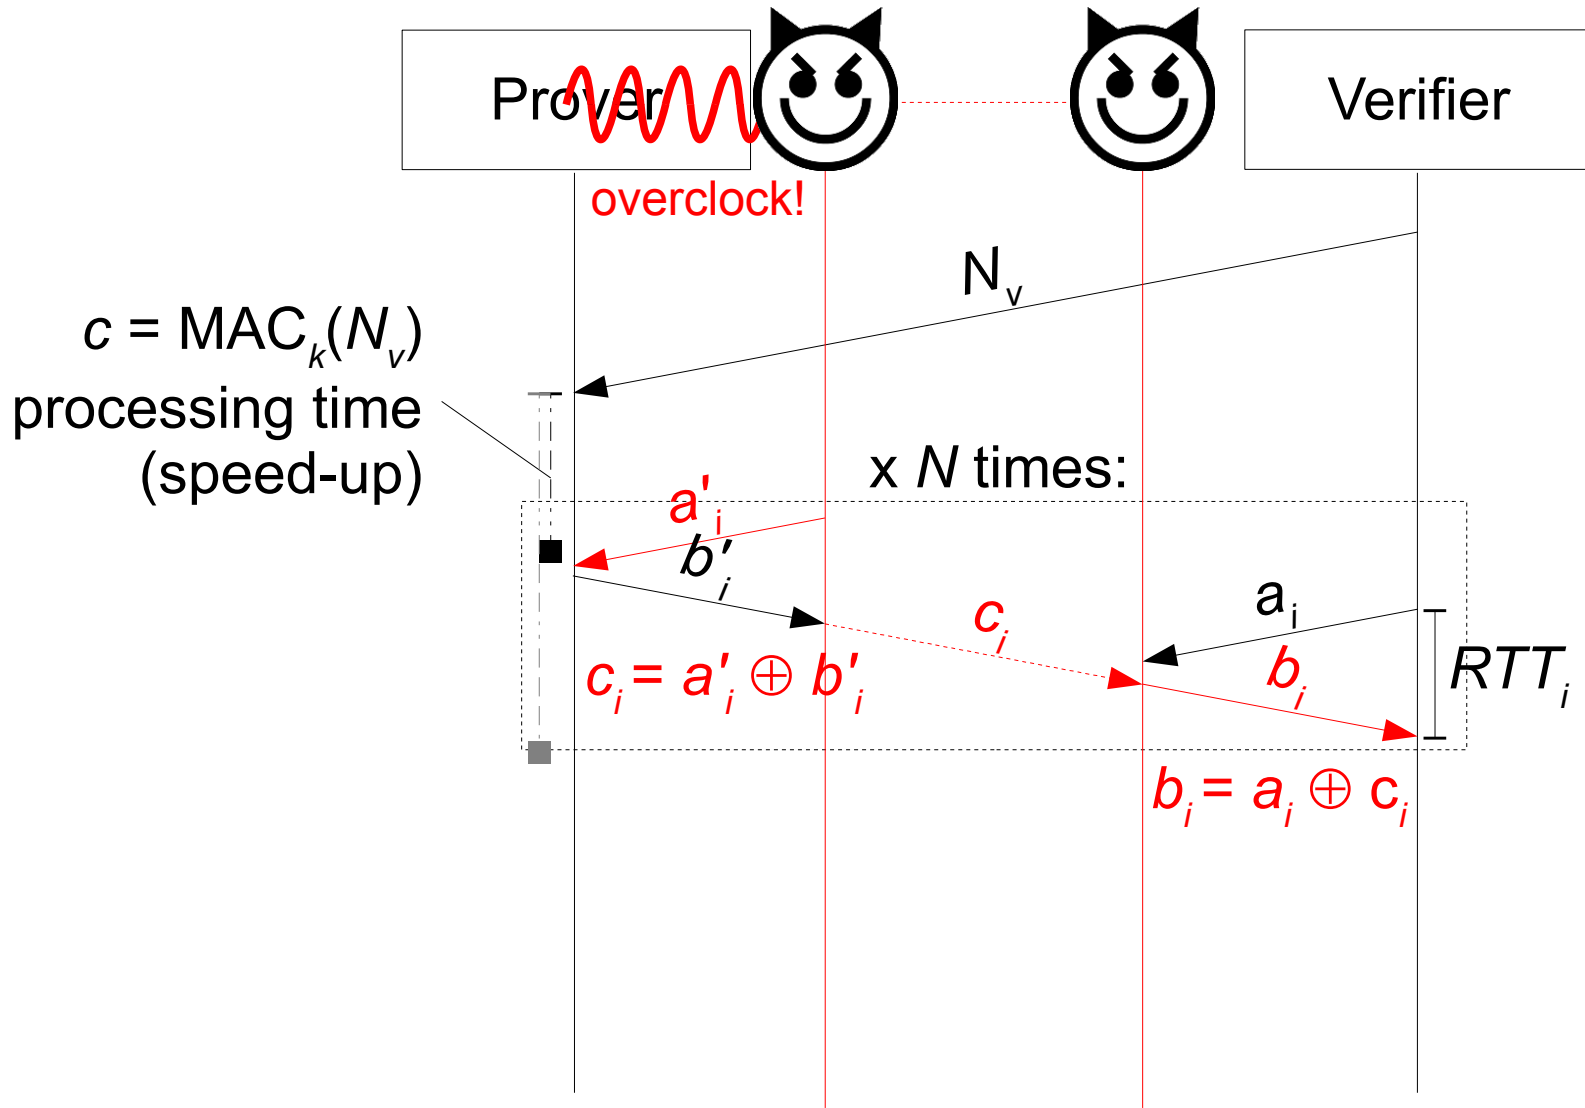 Prover
Verifier
overclock!
N_v
c = MAC_k(N_v)
processing time
(speed-up)
x N times:
a'_i
b'_i
a_i
c_i
b_i
RTT_i
c_i = a'_i ⊕ b'_i
b_i = a_i ⊕ c_i